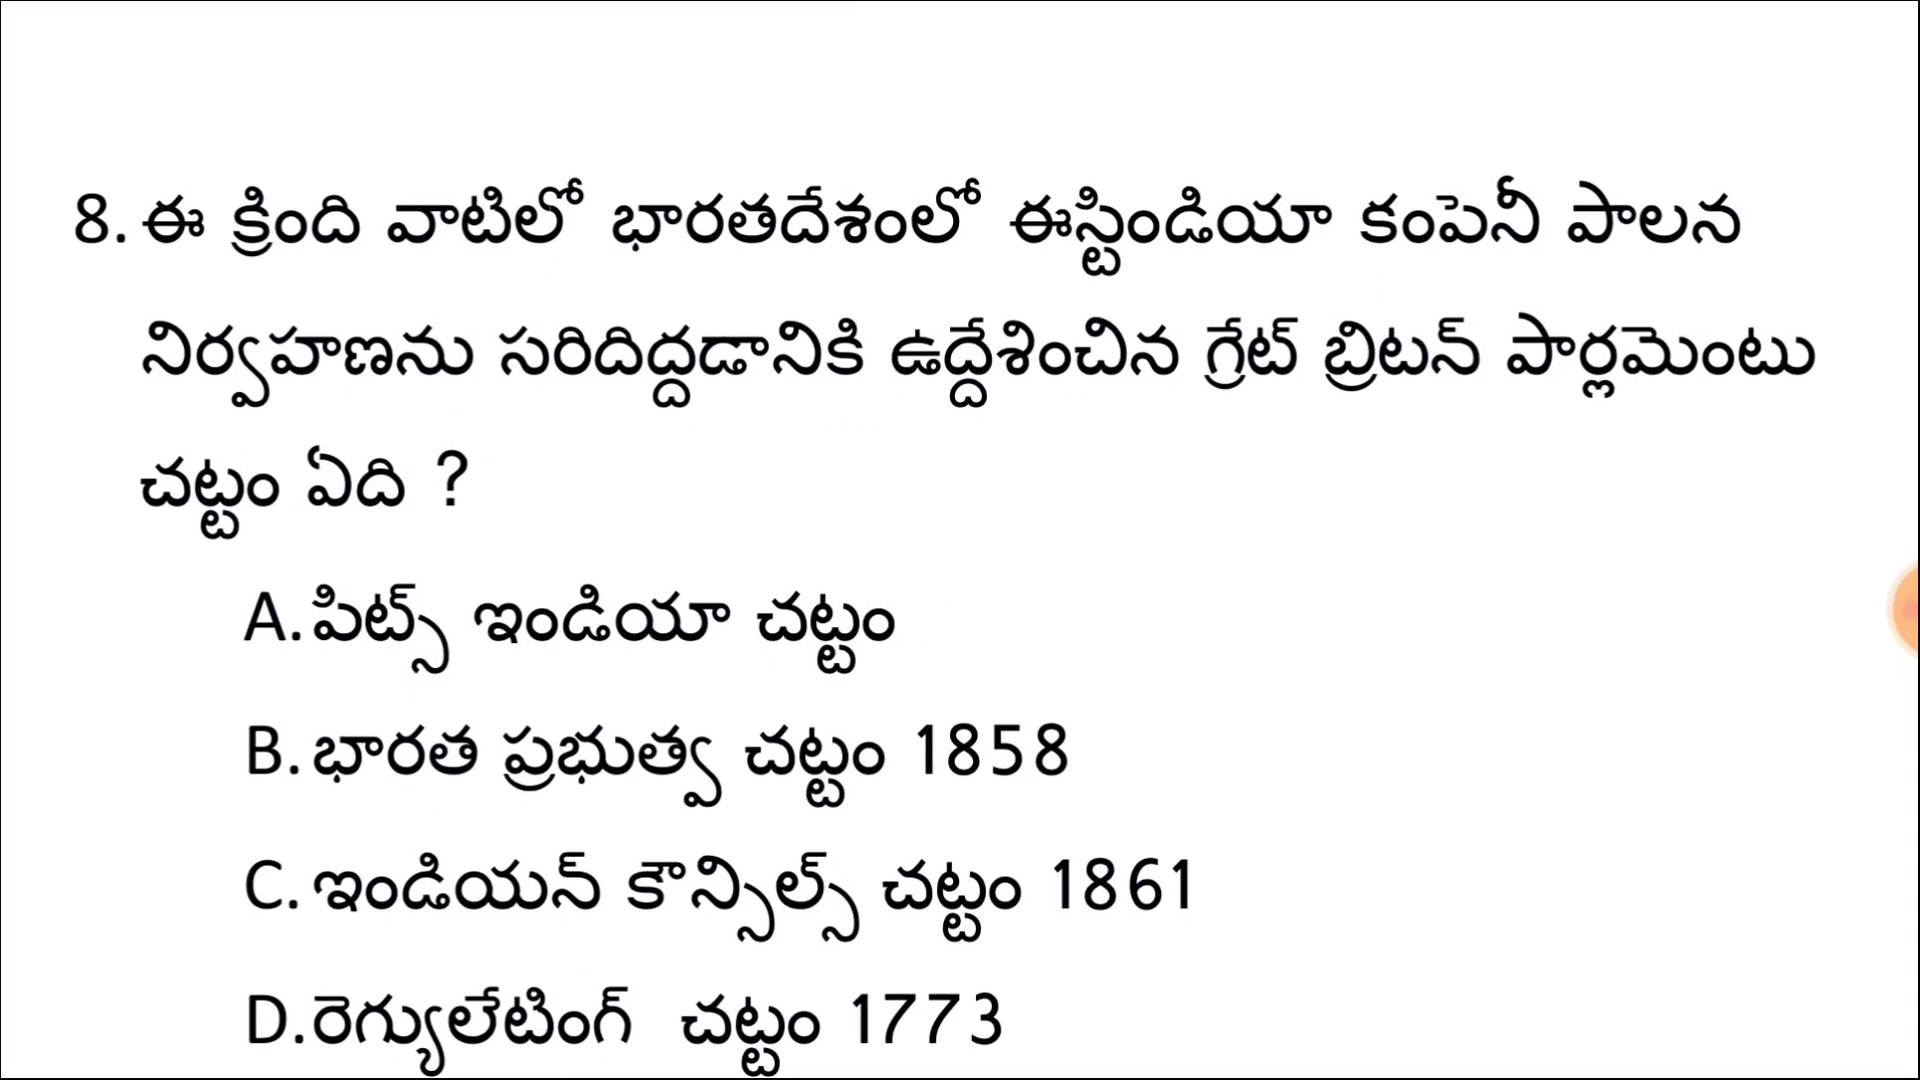 8. ఈ క్రింది వాటిలో భారతదేశంలో ఈస్టిండియా కంపెనీ పాలన
నిర్వహణను సరిదిద్దడానికి ఉద్దేశించిన గ్రేట్ బ్రిటన్ పార్లమెంటు
చట్టం ఏది ?
A. పిట్స్ ఇండియా చట్టం
B. భారత ప్రభుత్వ చట్టం 1858
C. ఇండియన్ కౌన్సిల్స్ చట్టం 1861
D. రెగ్యులేటింగ్ చట్టం 1773